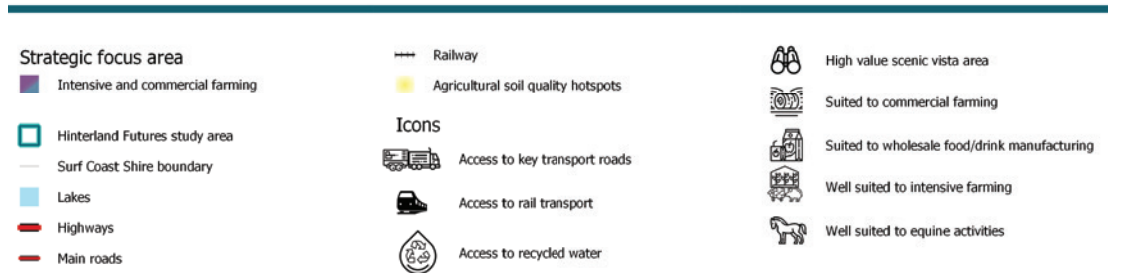 Strategic focus area
Intensive and commercial farming
Hinterland Futures study area
Surf Coast Shire boundary
Lakes
Highways
Main roads
Railway
Agricultural soil quality hotspots
Icons
Access to key transport roads
Access to rail transport
Access to recycled water
High value scenic vista area
Suited to commercial farming
Suited to wholesale food/drink manufacturing
Well suited to intensive farming
Well suited to equine activities